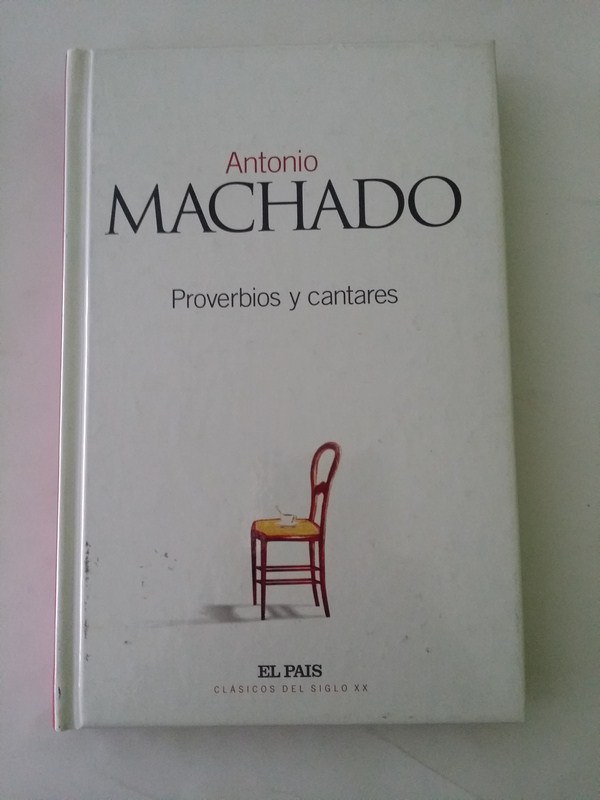 Antonio
MACHADO
Proverbios y cantares
EL PAIS
CLÁSICOS DEL SIGLO XX